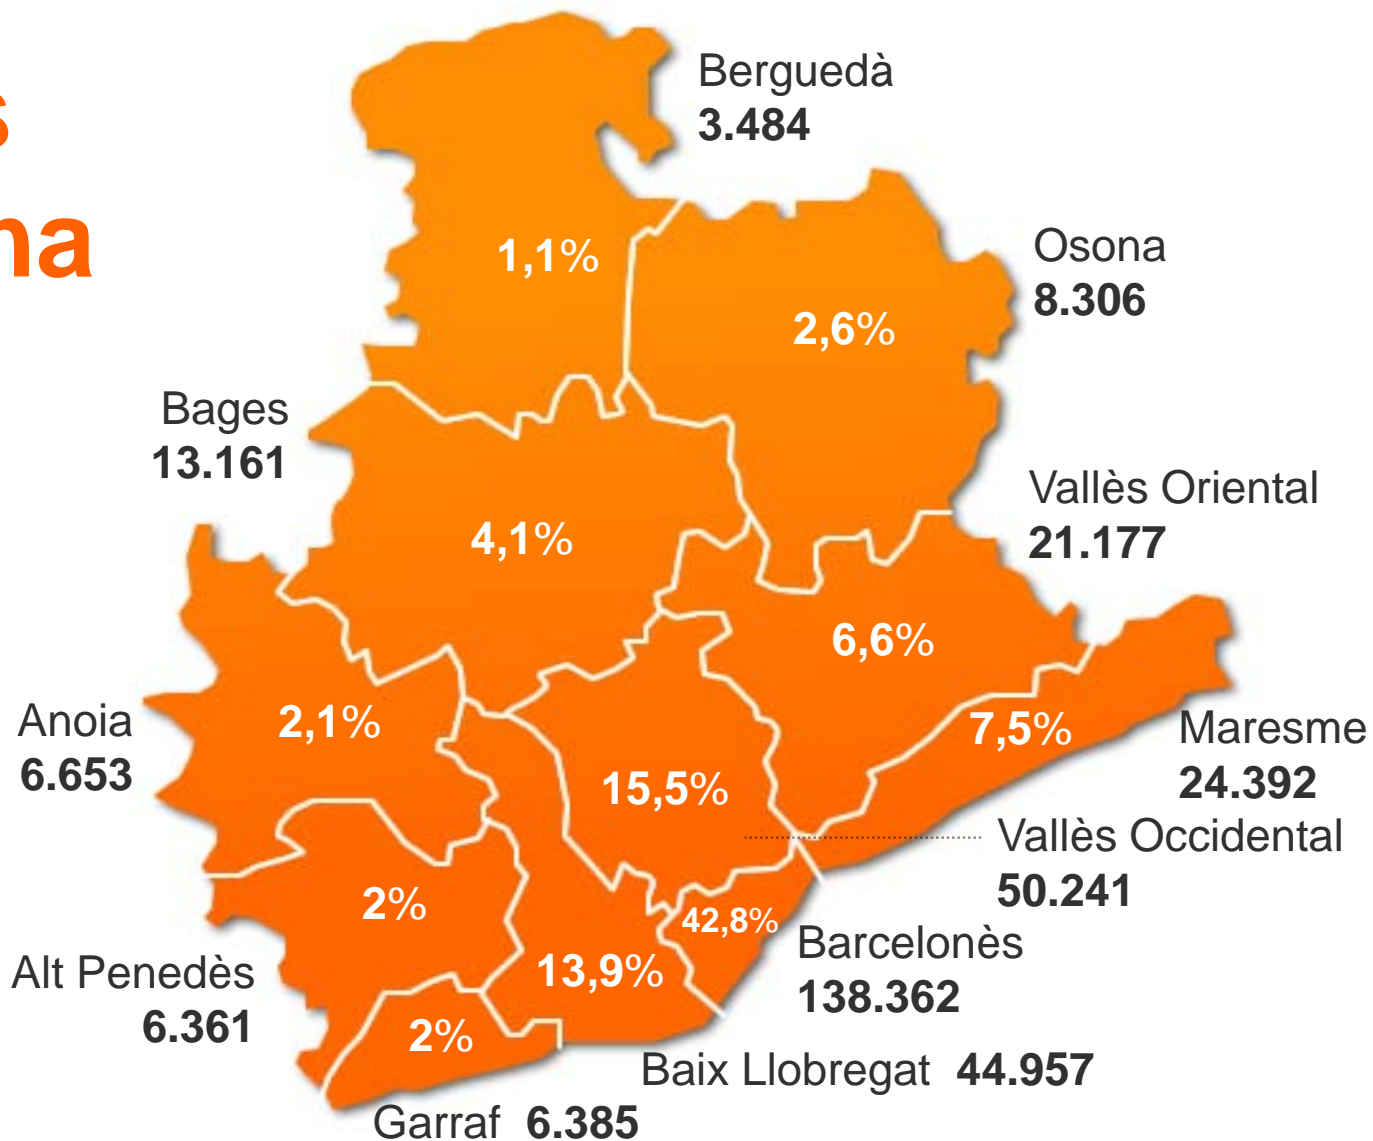 Berguedà
3.484
1,1%
Osona
8.306
2,6%
Bages
13.161
4,1%
Vallès Oriental
21.177
6,6%
Anoia
6.653
2,1%
7,5%
Maresme
24.392
15,5%
Vallès Occidental
50.241
2%
42,8%
Barcelonès
138.362
Alt Penedès
6.361
13,9%
2%
Baix Llobregat 44.957
Garraf 6.385